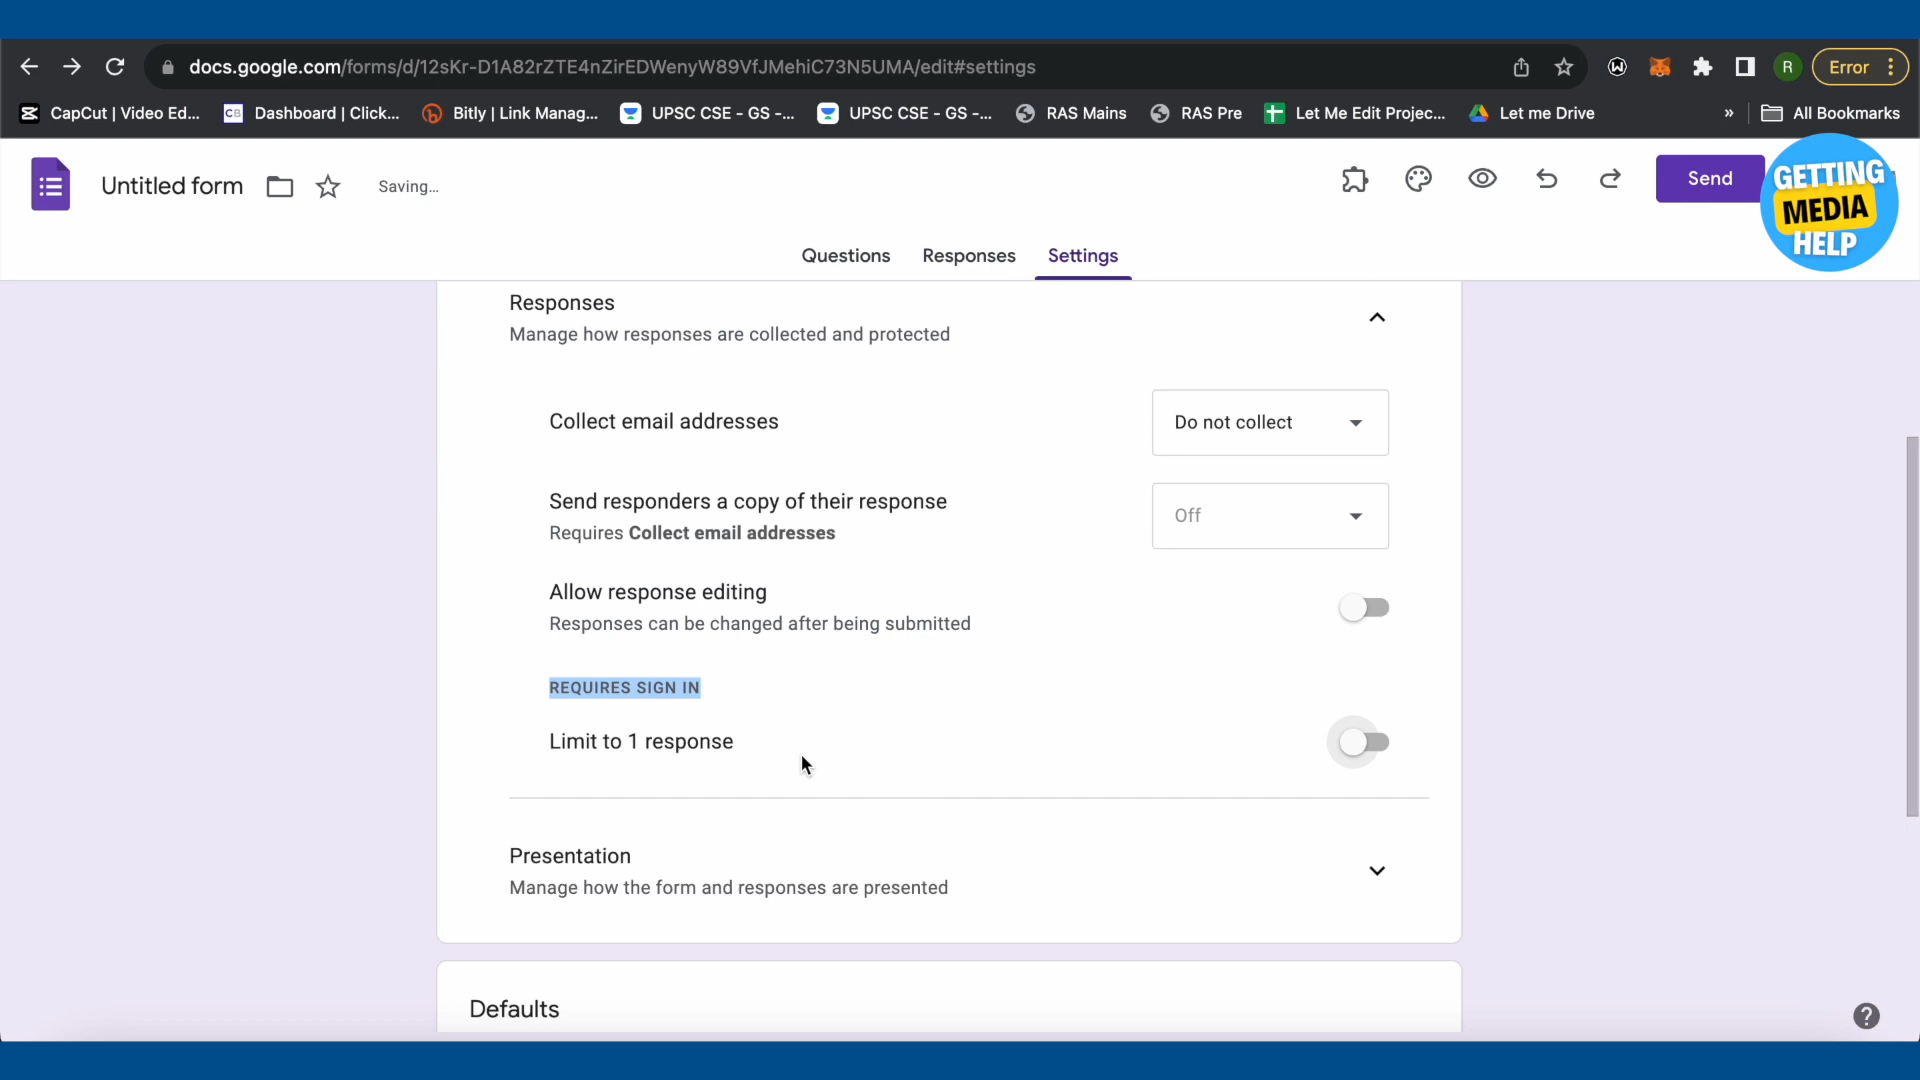 docs.google.com/forms/d/12sKr-D1A82rZTE4nZirEDWenyW89VfJMehiC73N5UMA/edit#settings
R
Error
CapCut | Video Ed...
CB Dashboard | Click...
Bitly | Link Manag...
UPSC CSE - GS -...
UPSC CSE - GS -...
RAS Mains
RAS Pre
Let Me Edit Projec...
Let me Drive
»
All Bookmarks
Untitled form
Saving...
Send
GETTING
MEDIA
HELP
Questions
Responses
Settings
Responses
Manage how responses are collected and protected
Collect email addresses
Do not collect
Send responders a copy of their response
Requires Collect email addresses
Off
Allow response editing
Responses can be changed after being submitted
REQUIRES SIGN IN
Limit to 1 response
Presentation
Manage how the form and responses are presented
Defaults
?